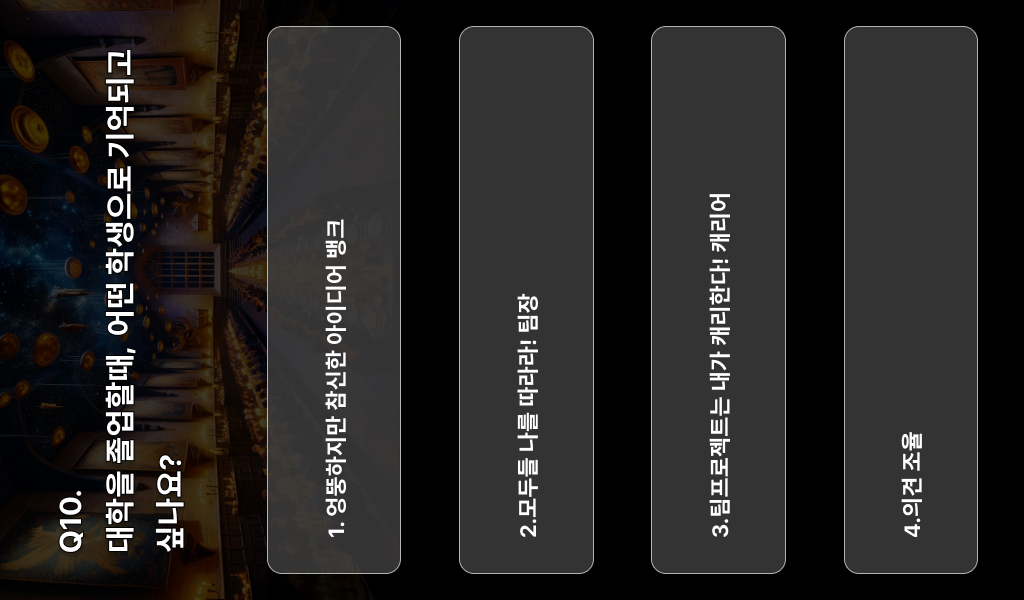 Q10.
대학을 졸업할때, 어떤 학생으로 기억되고
싶나요?
1. 엉뚱하지만 참신한 아이디어 뱅크
2.모두들 나를 따라라! 팀장
3.팀프로젝트는 내가 캐리한다! 캐리어
4.의견 조율